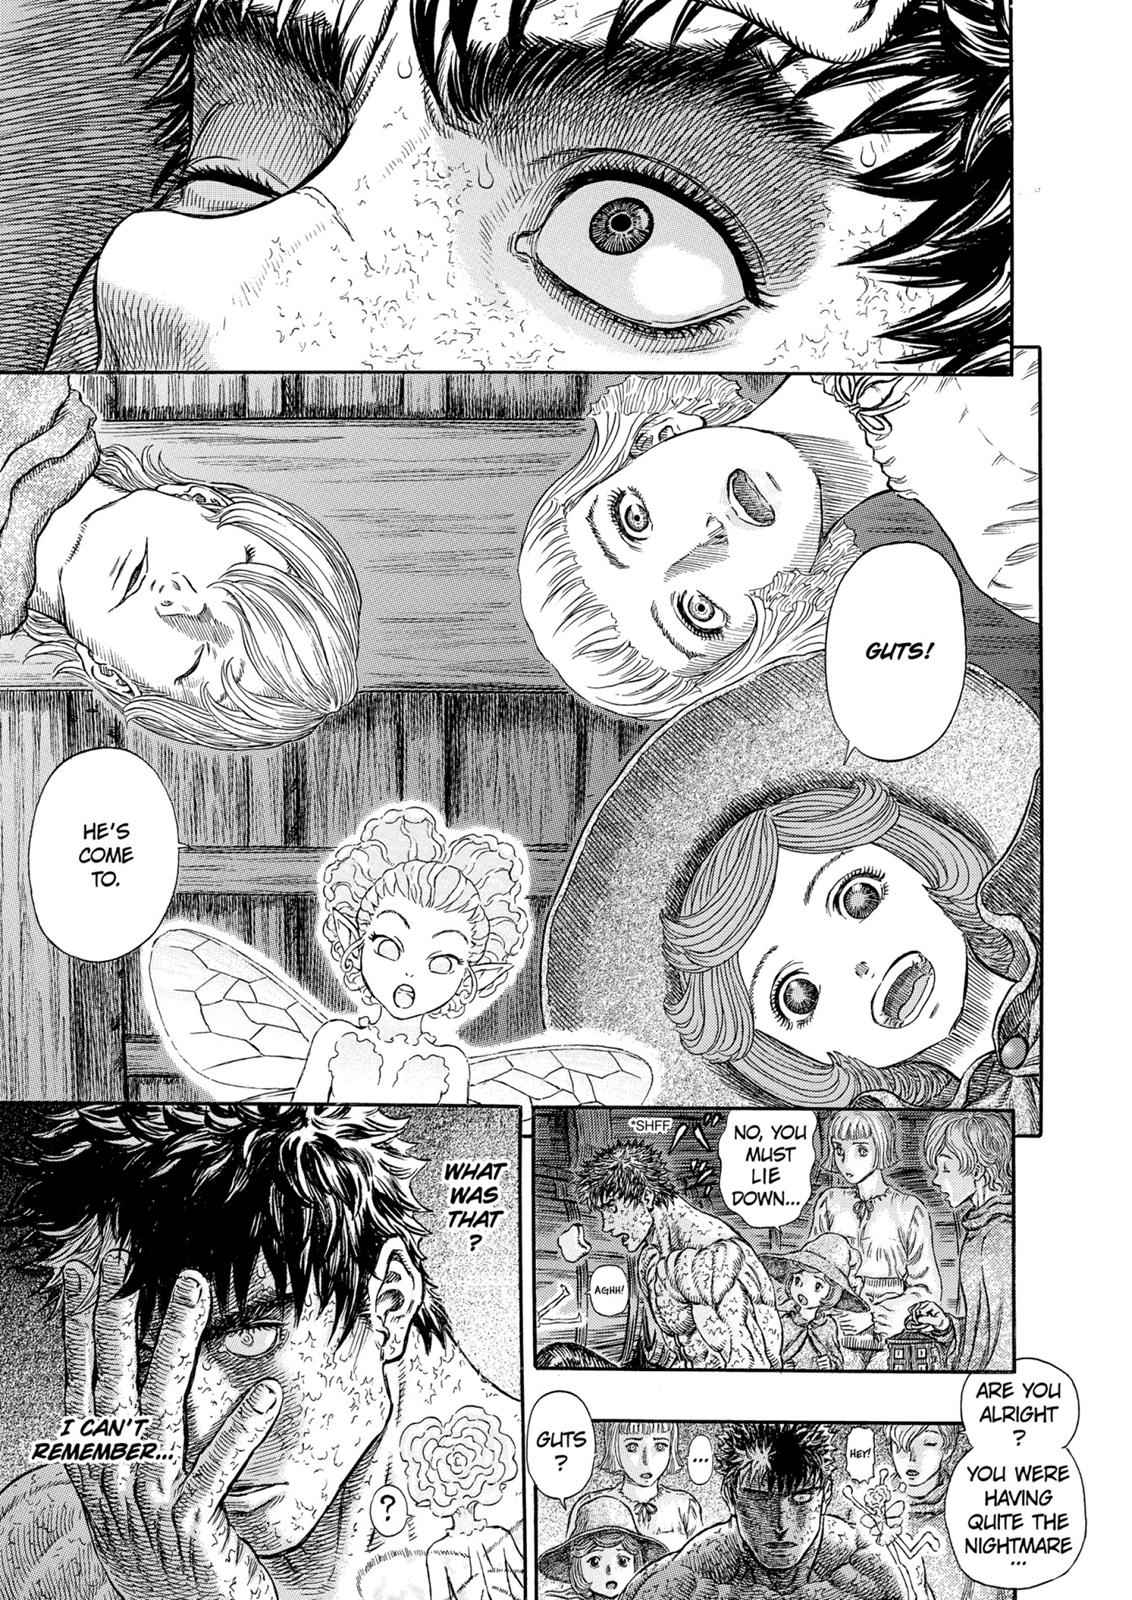 GUTS!
HE'S
COME
TO.
*SHFF
NO, YOU
MUST
LIE
DOWN...
AGHH!
WHAT
WAS
THAT
?
I CAN'T
REMEMBER...
?
ARE YOU
ALRIGHT
?
YOU WERE
HAVING
QUITE THE
NIGHTMARE
...
HEY!
...
GUTS
?